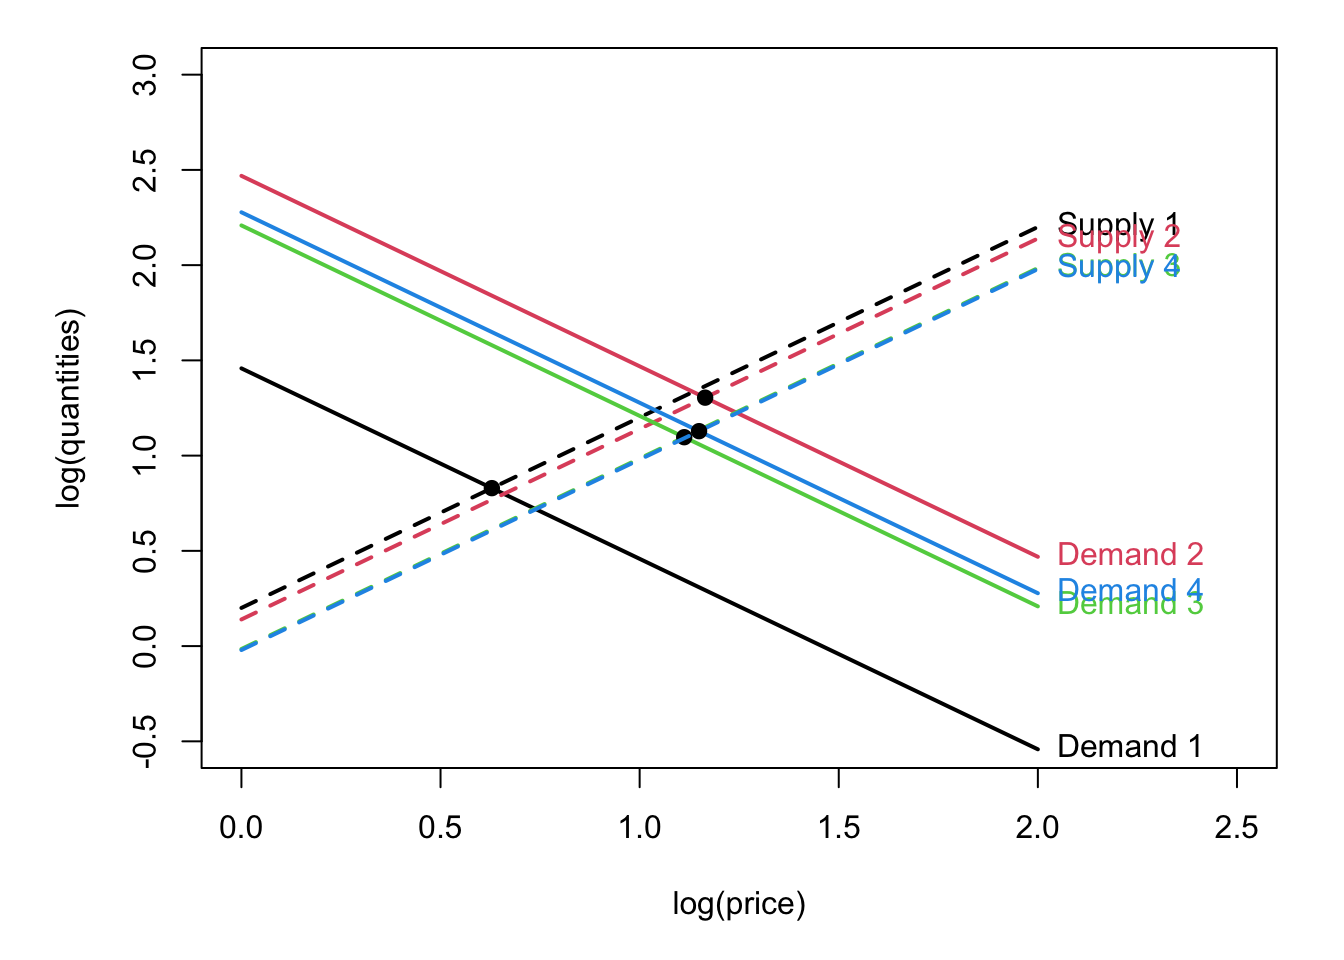 3.0
2.5
2.0
1.5
1.0
0.5
0.0
-0.5
log(quantities)
Supply 1
Supply 2
3
Supply 4
Demand 2
Demand 4
Demand 3
Demand 1
0.0 0.5 1.0 1.5 2.0 2.5
log(price)